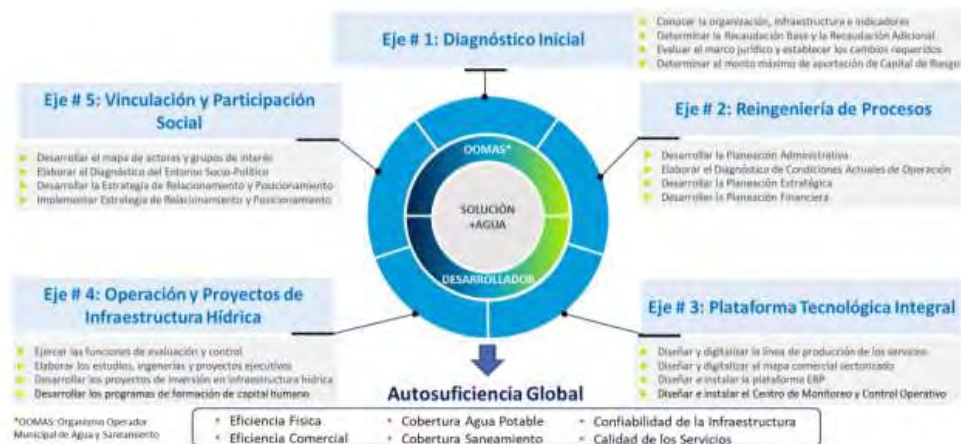 Eje # 1: Diagnóstico Inicial
Conocer la organización, infraestructura e indicadores
Determinar la Recaudación Base y la Recaudación Adicional
Evaluar el marco jurídico y establecer los cambios requeridos
Determinar el monto máximo de aportación de Capital de Riesgo
Eje # 5: Vinculación y Participación
Social
Desarrollar el mapa de actores y grupos de interés
Elaborar el Diagnóstico del Entorno Socio-Político
Desarrollar la Estrategia de Relacionamiento y Posicionamiento
Implementar Estrategia de Relacionamiento y Posicionamiento
Eje # 2: Reingeniería de Procesos
Desarrollar la Planeación Administrativa
Elaborar el Diagnóstico de Condiciones Actuales de Operación
Desarrollar la Planeación Estratégica
Desarrollar la Planeación Financiera
OOMAS*
SOLUCIÓN
+AGUA
DESARROLLADOR
Eje # 4: Operación y Proyectos de
Infraestructura Hídrica
Ejercer las funciones de evaluación y control
Elaborar los estudios, ingenierías y proyectos ejecutivos
Desarrollar los proyectos de inversión en infraestructura hídrica
Desarrollar los programas de formación de capital humano
Eje # 3: Plataforma Tecnológica Integral
Diseñar y digitalizar la línea de producción de los servicios
Diseñar y digitalizar el mapa comercial sectorizado
Diseñar e instalar la plataforma ERP
Diseñar e instalar el Centro de Monitoreo y Control Operativo
Autosuficiencia Global
*OOMAS: Organismo Operador
Municipal de Agua y Saneamiento
• Eficiencia Física
• Eficiencia Comercial
• Cobertura Agua Potable
• Cobertura Saneamiento
• Confiabilidad de la Infraestructura
• Calidad de los Servicios